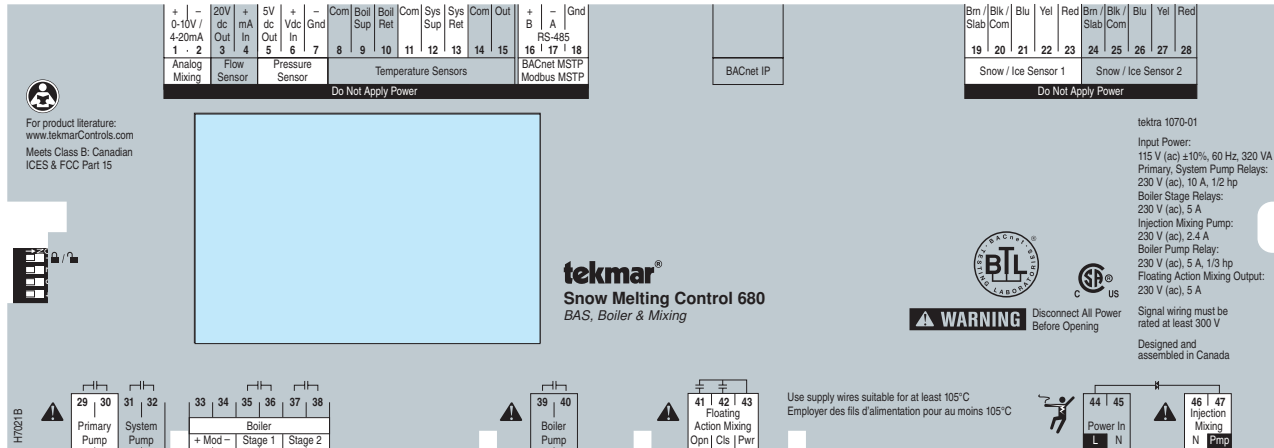 + – 20V + 5V + – Com Boil Boil Com Sys Sys Com Out + – Gnd
0-10V / dc mA dc Vdc Gnd Sup Ret Sup Ret B A
4-20mA Out In Out In RS-485
1 2 3 4 5 6 7 8 9 10 11 12 13 14 15 16 17 18
Analog Mixing Flow Sensor Pressure Sensor Temperature Sensors BACnet MSTP Modbus MSTP
Do Not Apply Power
BACnet IP
Brn / Blk / Blu Yel Red Brn / Blk / Blu Yel Red
Slab Com Slab Com
19 20 21 22 23 24 25 26 27 28
Snow / Ice Sensor 1 Snow / Ice Sensor 2
Do Not Apply Power
For product literature:
www.tekmarControls.com
Meets Class B: Canadian
ICES & FCC Part 15
tektra 1070-01
Input Power:
115 V (ac) ±10%, 60 Hz, 320 VA
Primary, System Pump Relays:
230 V (ac), 10 A, 1/2 hp
Boiler Stage Relays:
230 V (ac), 5 A
Injection Mixing Pump:
230 V (ac), 2.4 A
Boiler Pump Relay:
230 V (ac), 5 A, 1/3 hp
Floating Action Mixing Output:
230 V (ac), 5 A
Signal wiring must be
rated at least 300 V
Designed and
assembled in Canada
tekmar®
Snow Melting Control 680
BAS, Boiler & Mixing
BACnet
TESTING LABORATORIES
BTL®
C SA® US
WARNING
Disconnect All Power
Before Opening
H7021B
29 30
Primary
Pump
31 32
System
Pump
33 34 35 36 37 38
Boiler
+ Mod – Stage 1 Stage 2
39 40
Boiler
Pump
41 42 43
Floating
Action Mixing
Opn Cls Pwr
Use supply wires suitable for at least 105°C
Employer des fils d'alimentation pour au moins 105°C
44 45
Power In
L N
46 47
Injection
Mixing
N Pmp